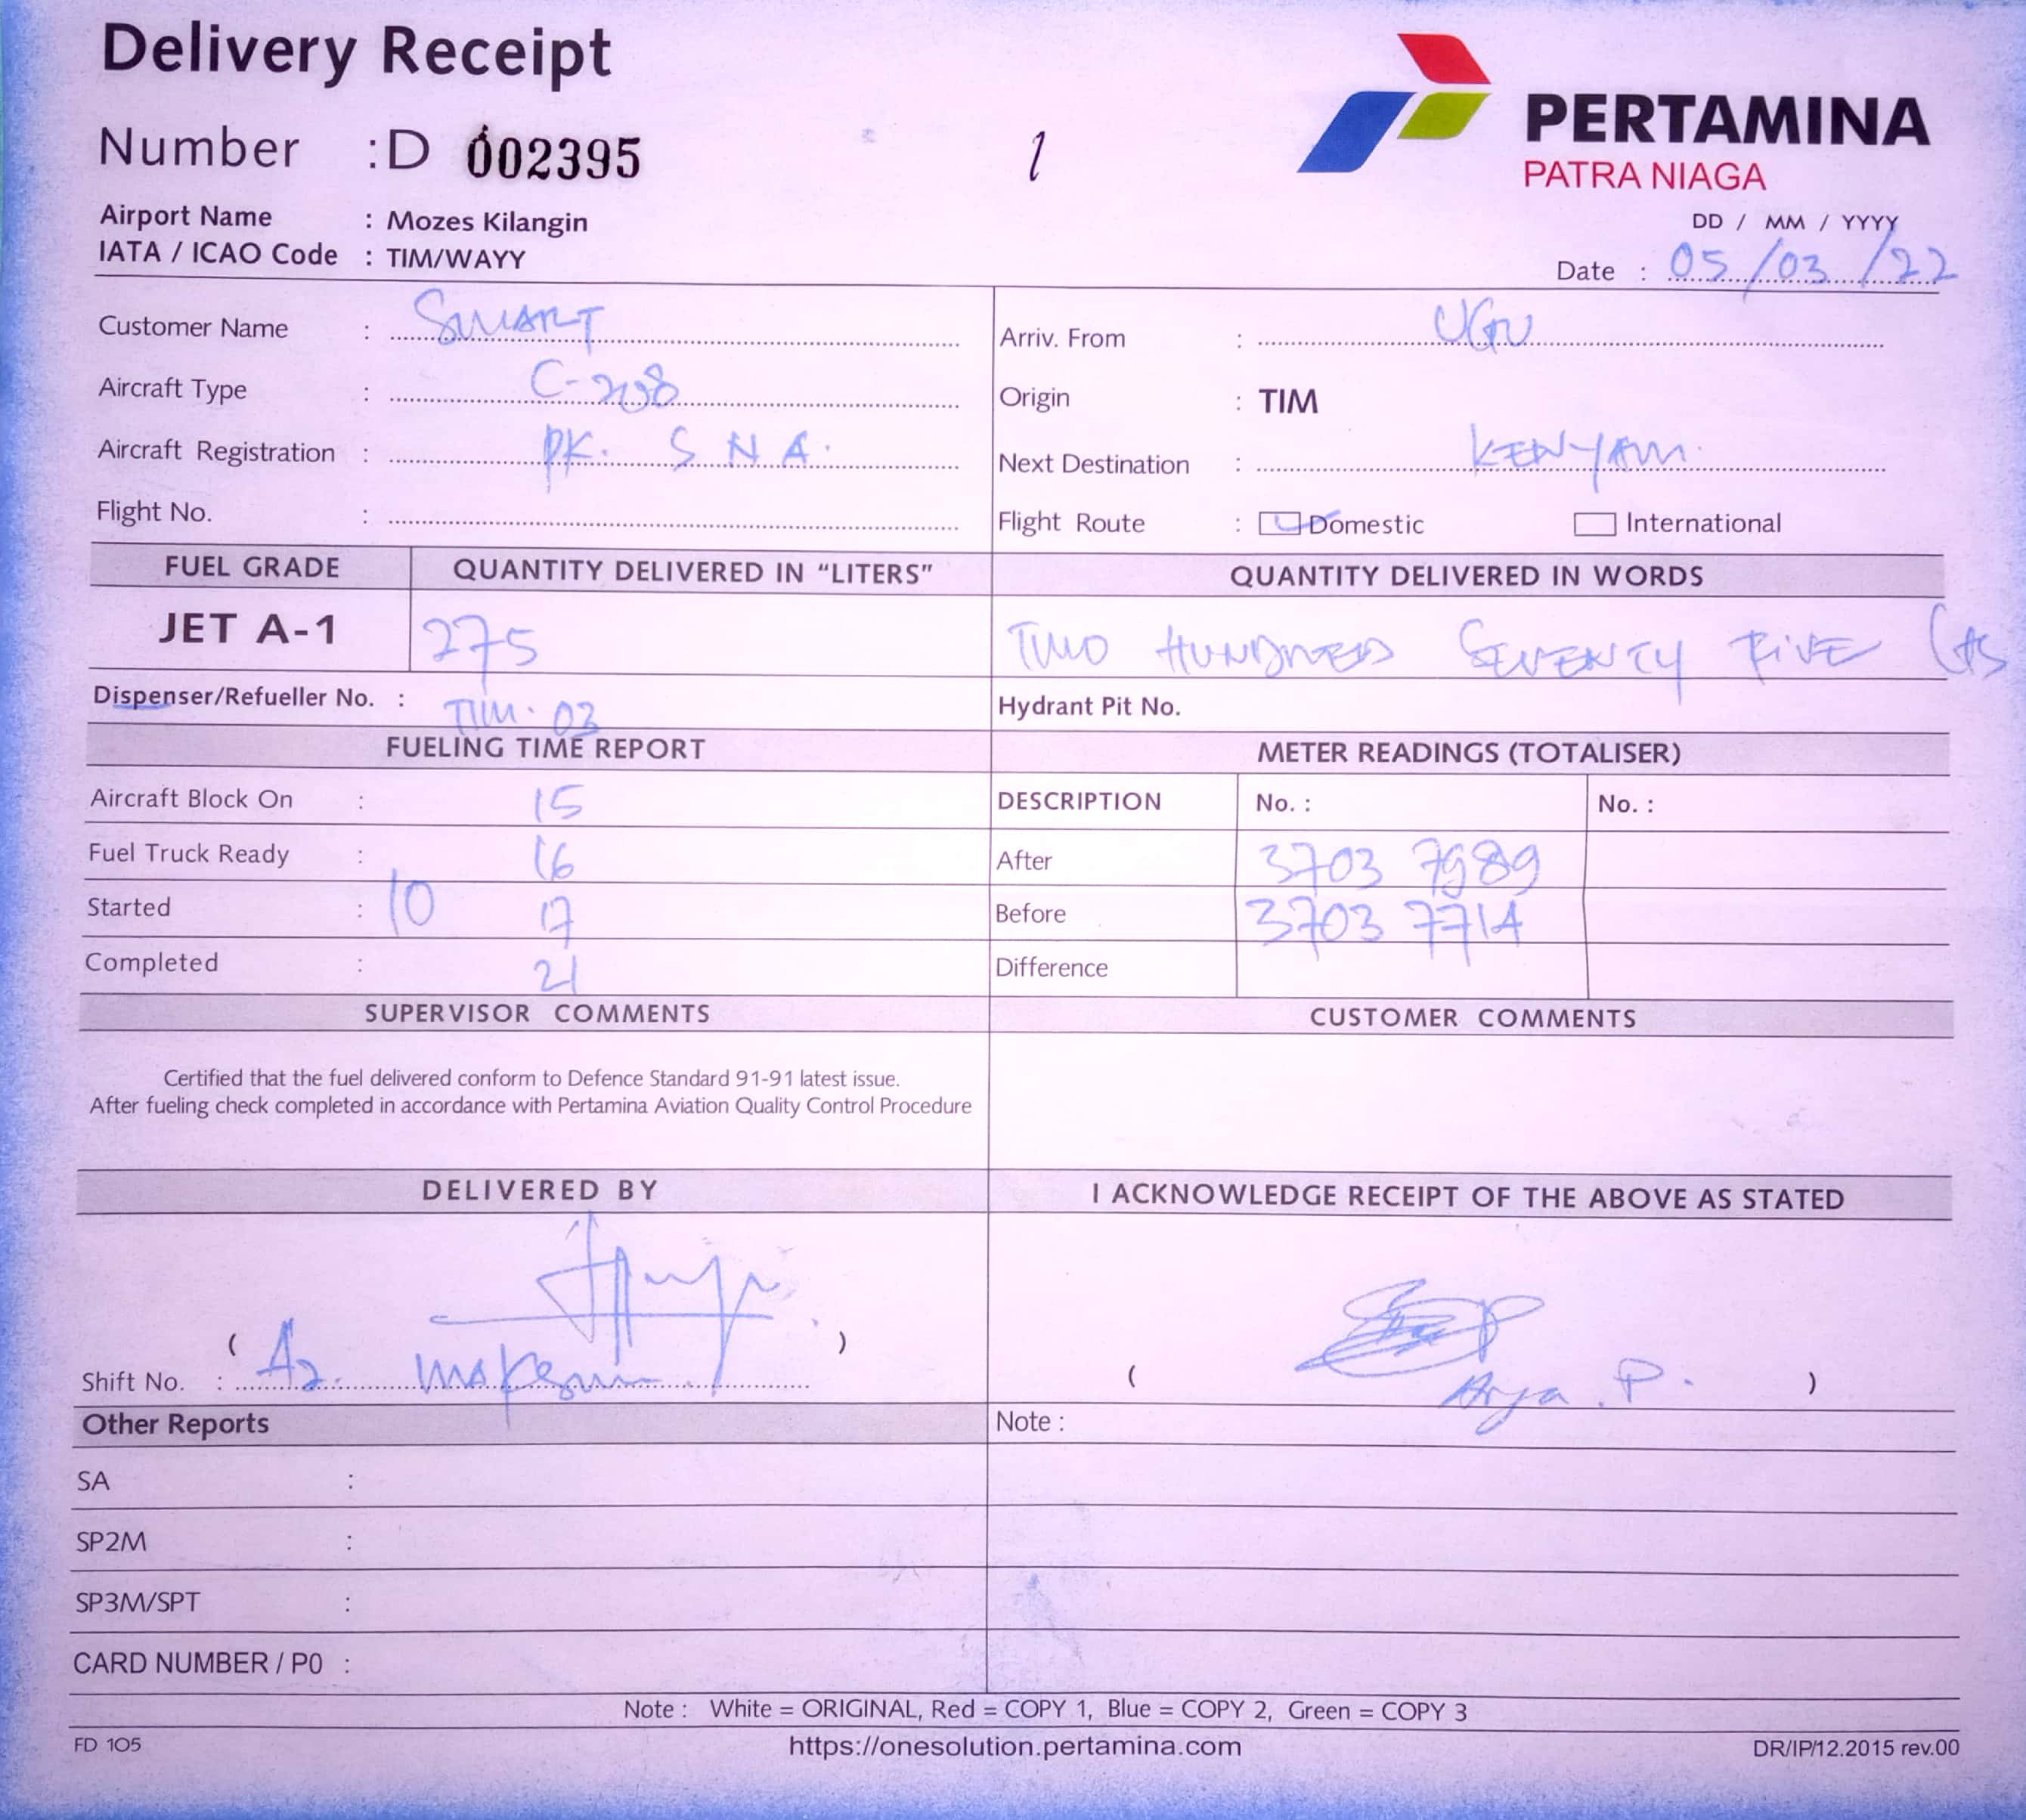 Delivery Receipt
Number : D 002395
PERTAMINA
PATRA NIAGA
Airport Name : Mozes Kilangin
IATA / ICAO Code : TIM/WAYY
DD / MM / YYYY
Date : 05/03/22
Customer Name : SMART
Aircraft Type : C-208
Aircraft Registration : PK. S N A.
Flight No. :
Arriv. From : UGU
Origin : TIM
Next Destination : KENYAM.
Flight Route : Domestic International
FUEL GRADE QUANTITY DELIVERED IN “LITERS” QUANTITY DELIVERED IN WORDS
JET A-1 275 TWO HUNDRED SEVENTY FIVE Lts
Dispenser/Refueller No. : TIM. 03 Hydrant Pit No.
FUELING TIME REPORT METER READINGS (TOTALISER)
Aircraft Block On : 15 DESCRIPTION No. : No. :
Fuel Truck Ready : 16 After 3703 7989
Started : 10 17 Before 3703 7714
Completed : 21 Difference
SUPERVISOR COMMENTS CUSTOMER COMMENTS
Certified that the fuel delivered conform to Defence Standard 91-91 latest issue.
After fueling check completed in accordance with Pertamina Aviation Quality Control Procedure
DELIVERED BY I ACKNOWLEDGE RECEIPT OF THE ABOVE AS STATED
( )
Shift No. : A2.
( Arya . P. )
Other Reports Note :
SA :
SP2M :
SP3M/SPT :
CARD NUMBER / P0 :
Note : White = ORIGINAL, Red = COPY 1, Blue = COPY 2, Green = COPY 3
FD 105 https://onesolution.pertamina.com DR/IP/12.2015 rev.00